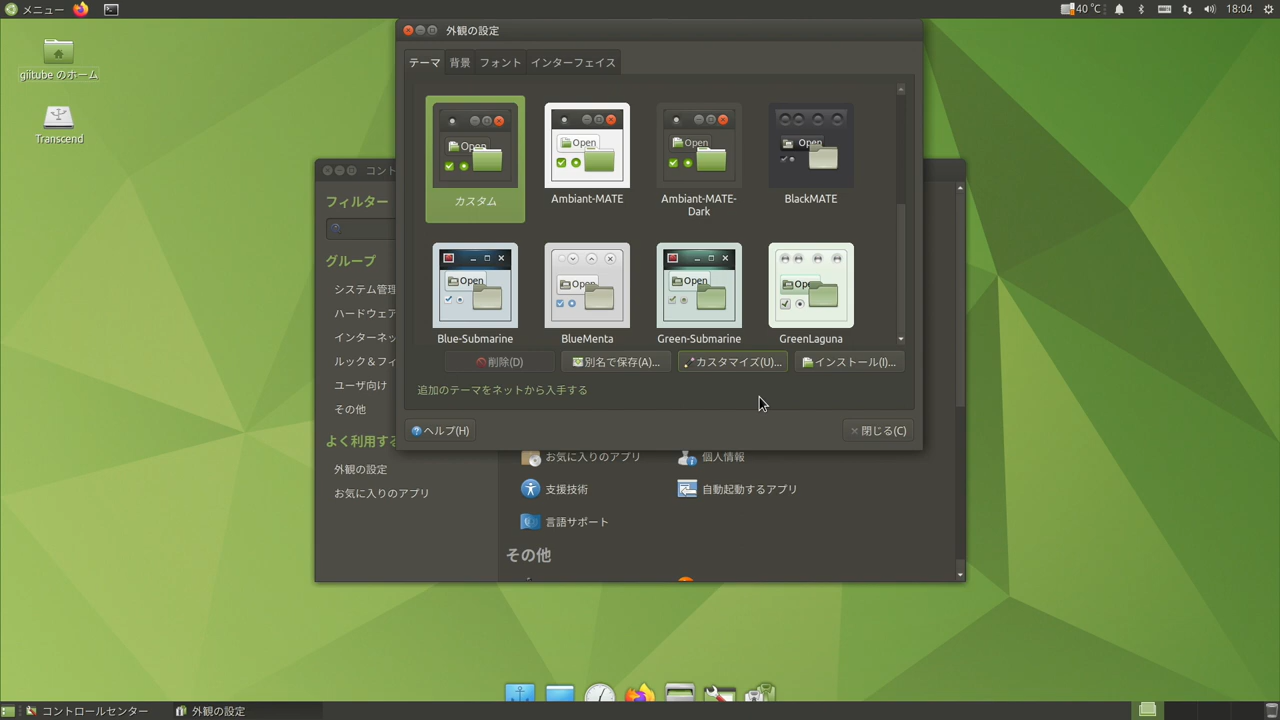 メニュー
40 ℃
18:04
giitube のホーム
Transcend
外観の設定
テーマ
背景
フォント
インターフェイス
Open
Open
Open
Open
カスタム
Ambiant-MATE
Ambiant-MATE-
Dark
BlackMATE
Open
Open
Open
Blue-Submarine
BlueMenta
Green-Submarine
GreenLaguna
削除(D)
別名で保存(A)...
カスタマイズ(U)...
インストール(I)...
追加のテーマをネットから入手する
ヘルプ(H)
閉じる(C)
コント
フィルター
グループ
システム管理
ハードウェア
インターネッ
ルック＆フィ
ユーザ向け
その他
よく利用する
外観の設定
お気に入りのアプリ
お気に入りのアプリ
個人情報
支援技術
自動起動するアプリ
言語サポート
その他
コントロールセンター
外観の設定